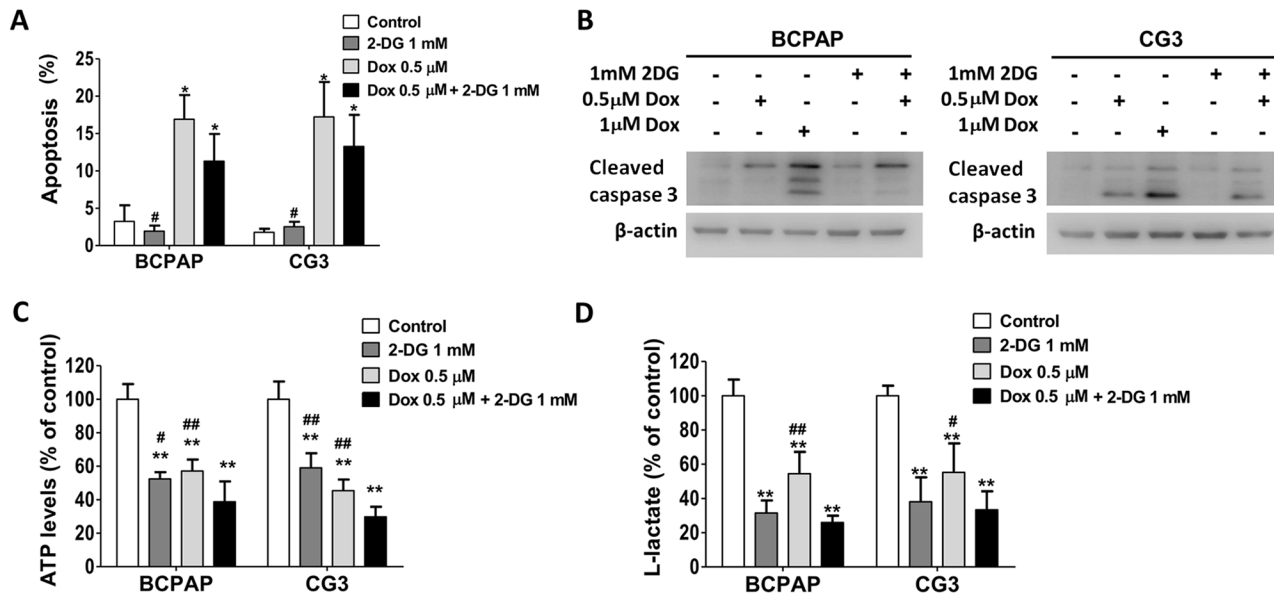 A
Control
2-DG 1 mM
Dox 0.5 μM
Dox 0.5 μM + 2-DG 1 mM
Apoptosis (%)
25
20
15
10
5
0
*
*
*
*
#
#
BCPAP CG3
B
BCPAP
1mM 2DG - - - + +
0.5μM Dox - + - - +
1μM Dox - - + - -
Cleaved
caspase 3
β-actin
CG3
1mM 2DG - - - + +
0.5μM Dox - + - - +
1μM Dox - - + - -
Cleaved
caspase 3
β-actin
C
Control
2-DG 1 mM
Dox 0.5 μM
Dox 0.5 μM + 2-DG 1 mM
ATP levels (% of control)
120
100
80
60
40
20
0
# ## ## ##
** ** ** ** ** **
BCPAP CG3
D
Control
2-DG 1 mM
Dox 0.5 μM
Dox 0.5 μM + 2-DG 1 mM
L-lactate (% of control)
120
100
80
60
40
20
0
## #
** ** ** ** ** **
BCPAP CG3